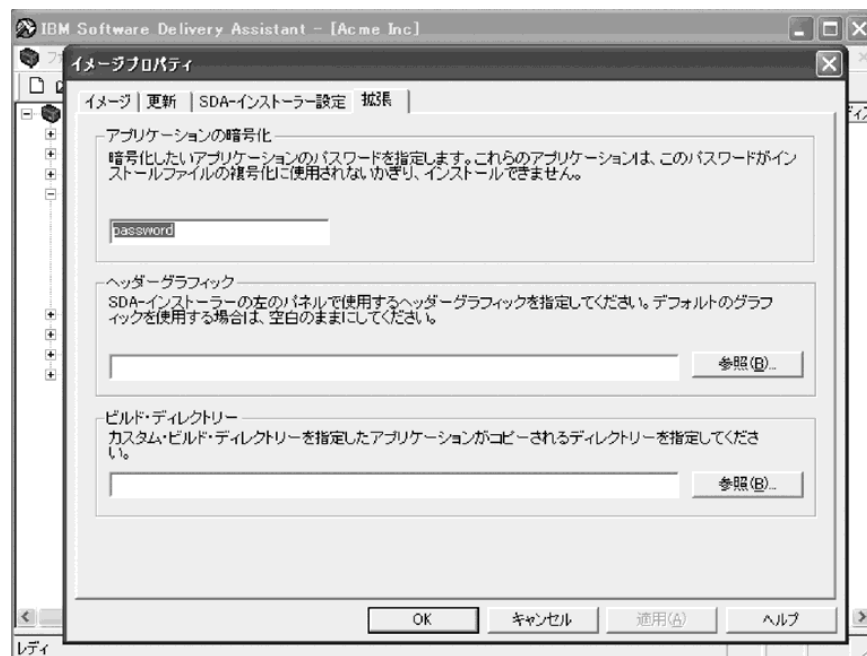 IBM Software Delivery Assistant - [Acme Inc]
イメージプロパティ
イメージ 更新 SDA-インストーラー設定 拡張
アプリケーションの暗号化
暗号化したいアプリケーションのパスワードを指定します。これらのアプリケーションは、このパスワードがイン
ストールファイルの複号化に使用されないかぎり、インストールできません。
password
ヘッダーグラフィック
SDA-インストーラーの左のパネルで使用するヘッダーグラフィックを指定してください。デフォルトのグラフ
ィックを使用する場合は、空白のままにしてください。
参照(B)...
ビルド・ディレクトリー
カスタム・ビルド・ディレクトリーを指定したアプリケーションがコピーされるディレクトリーを指定してくださ
い。
参照(B)...
OK キャンセル 適用(A) ヘルプ
レディ